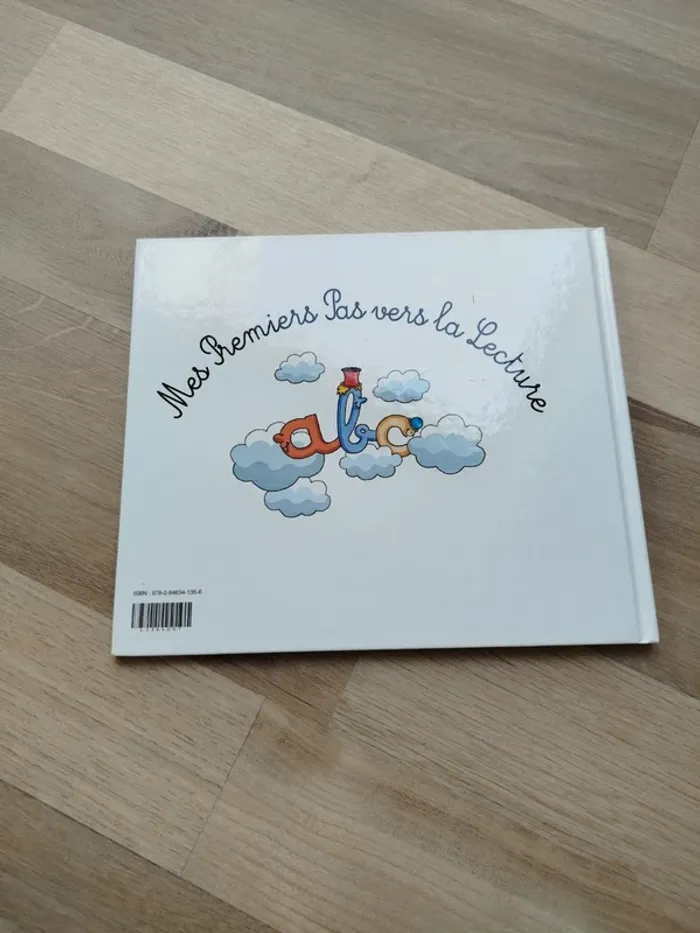 Mes Premiers Pas vers la Lecture
abc
ISBN : 978-2-84634-135-6